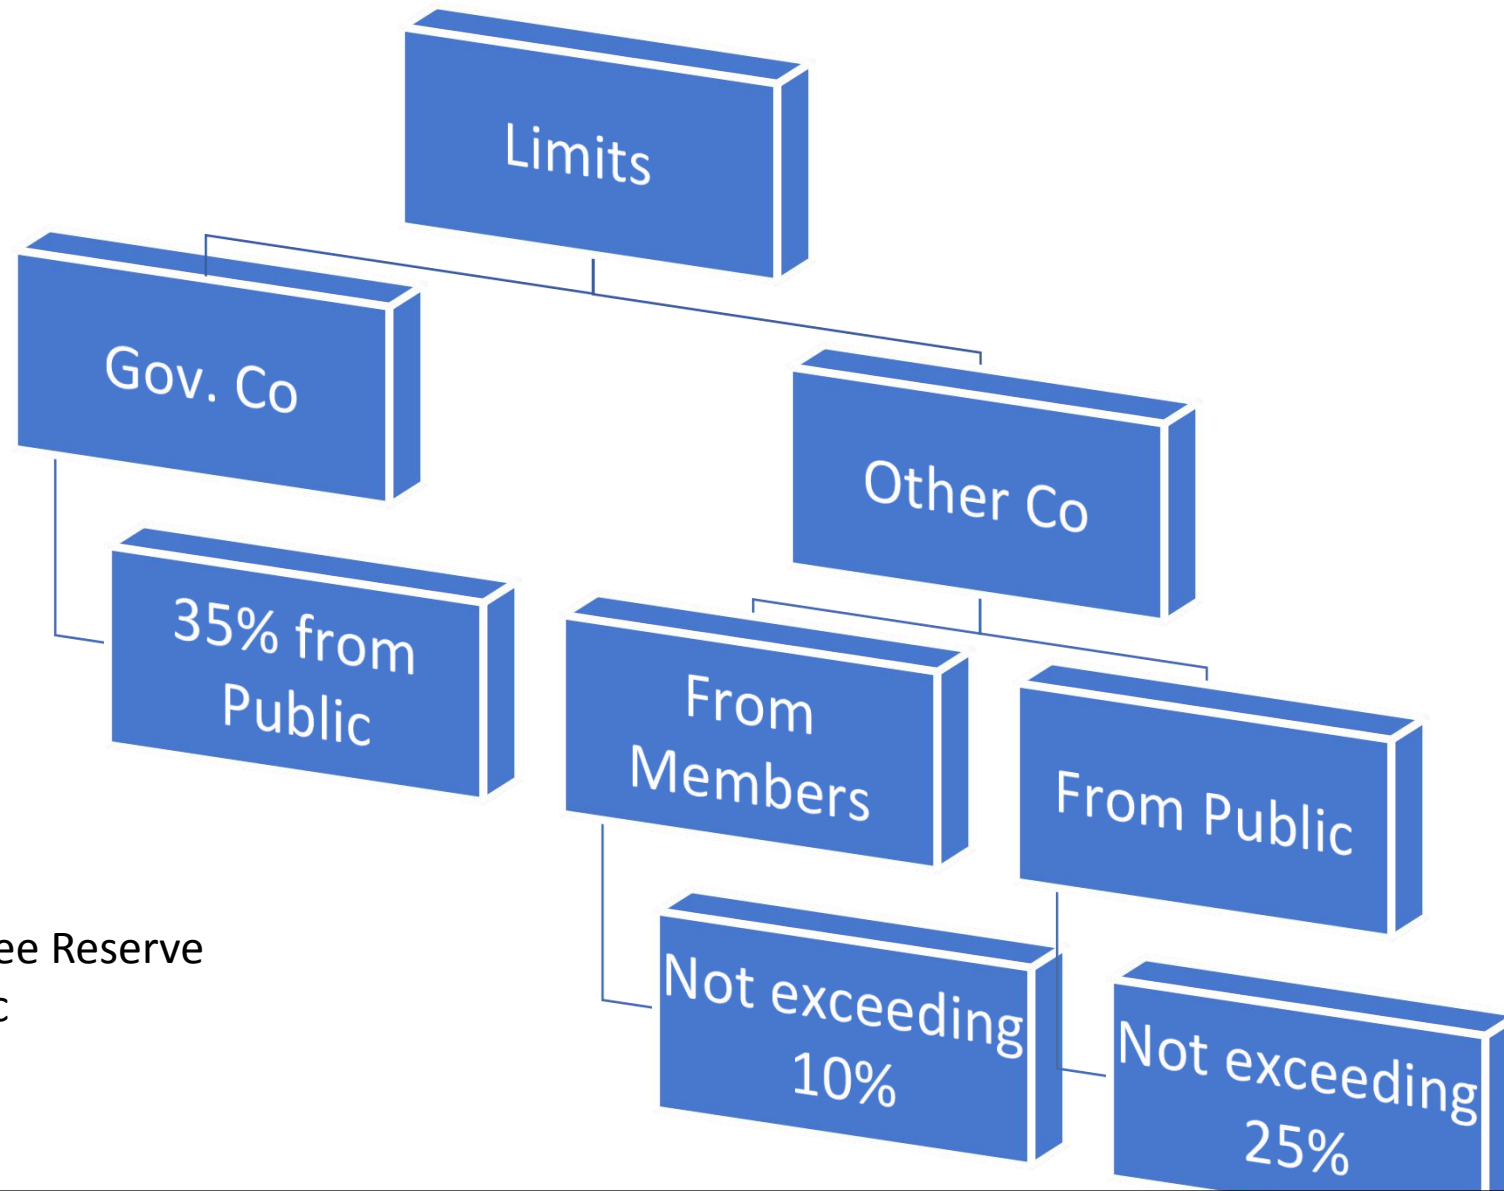 Limits
Gov. Co
Other Co
35% from
Public
From
Members
From Public
Not exceeding
10%
Not exceeding
25%
Reserve